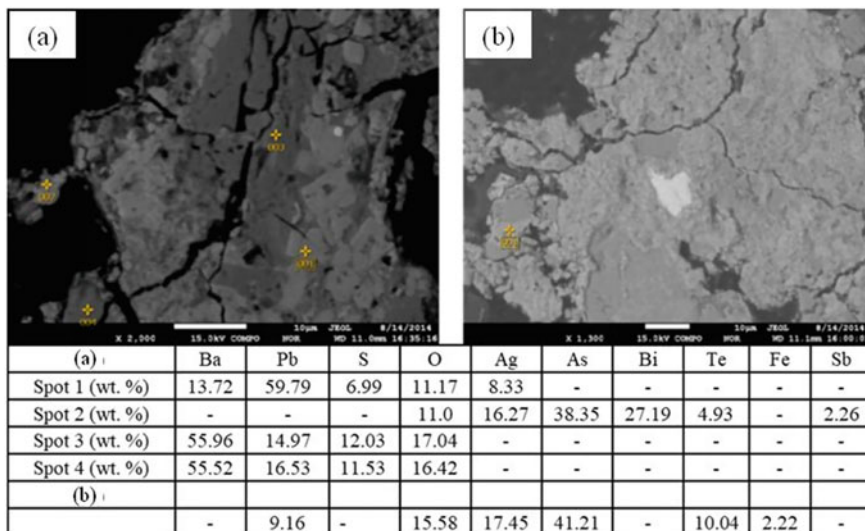 (a)
(b)
003
001
004
10µm JEOL 8/14/2014
X 2,000 15.0kV COMPO NOR WD 11.0mm 16:35:16
10µm JEOL 8/14/2014
X 1,300 15.0kV COMPO NOR WD 11.1mm 16:00:0
(a) Ba Pb S O Ag As Bi Te Fe Sb
Spot 1 (wt. %) 13.72 59.79 6.99 11.17 8.33 - - - - -
Spot 2 (wt. %) - - - 11.0 16.27 38.35 27.19 4.93 - 2.26
Spot 3 (wt. %) 55.96 14.97 12.03 17.04 - - - - - -
Spot 4 (wt. %) 55.52 16.53 11.53 16.42 - - - - - -
(b)
- 9.16 - 15.58 17.45 41.21 - 10.04 2.22 -